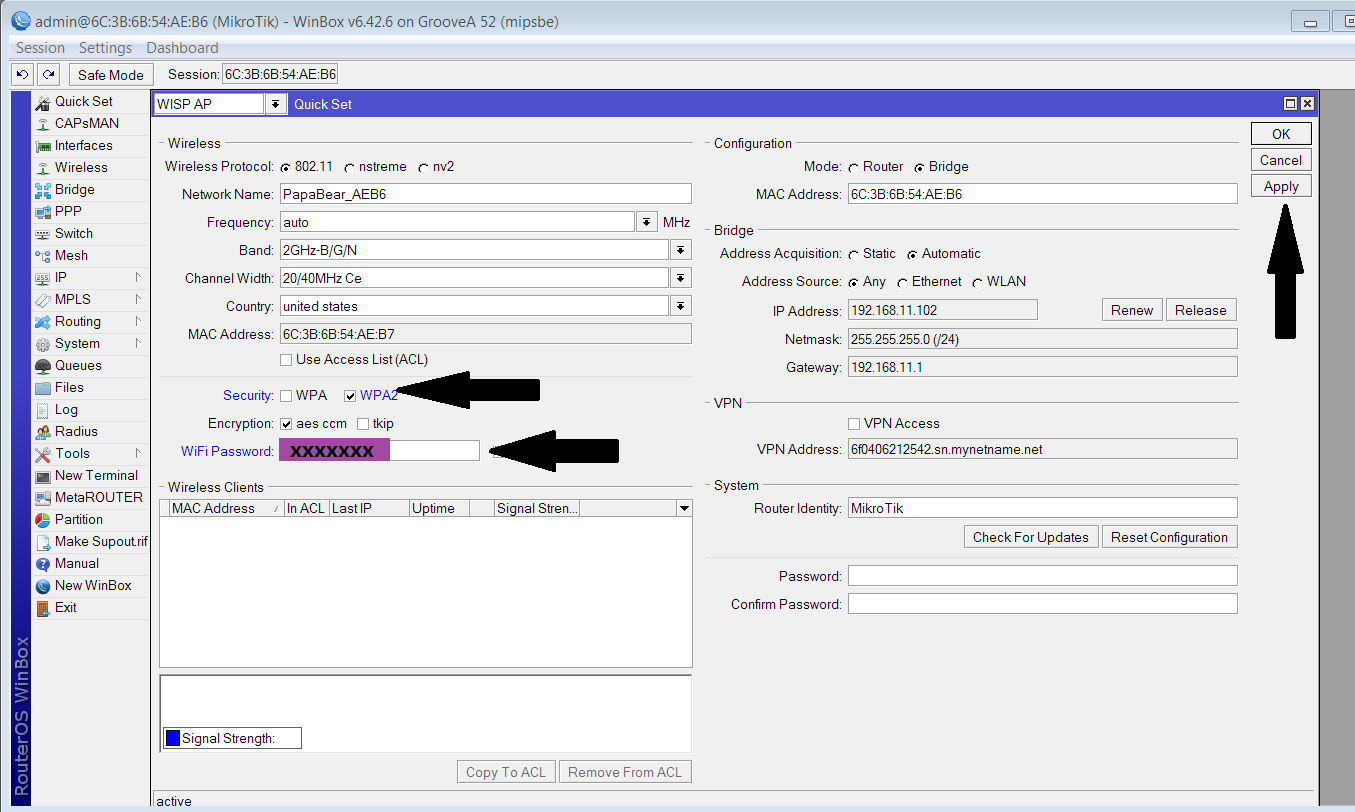 admin@6C:3B:6B:54:AE:B6 (MikroTik) - WinBox v6.42.6 on GrooveA 52 (mipsbe)
Session Settings Dashboard
Safe Mode Session: 6C:3B:6B:54:AE:B6
Quick Set
CAPsMAN
Interfaces
Wireless
Bridge
PPP
Switch
Mesh
IP
MPLS
Routing
System
Queues
Files
Log
Radius
Tools
New Terminal
MetaROUTER
Partition
Make Supout.rif
Manual
New WinBox
Exit
RouterOS WinBox
WISP AP Quick Set
Wireless
Wireless Protocol: 802.11 nstreme nv2
Network Name: PapaBear_AEB6
Frequency: auto MHz
Band: 2GHz-B/G/N
Channel Width: 20/40MHz Ce
Country: united states
MAC Address: 6C:3B:6B:54:AE:B7
Use Access List (ACL)
Security: WPA WPA2
Encryption: aes ccm tkip
WiFi Password: XXXXXXX
Wireless Clients
MAC Address In ACL Last IP Uptime Signal Stren...
Signal Strength:
Copy To ACL Remove From ACL
active
Configuration
Mode: Router Bridge
MAC Address: 6C:3B:6B:54:AE:B6
Bridge
Address Acquisition: Static Automatic
Address Source: Any Ethernet WLAN
IP Address: 192.168.11.102 Renew Release
Netmask: 255.255.255.0 (/24)
Gateway: 192.168.11.1
VPN
VPN Access
VPN Address: 6f0406212542.sn.mynetname.net
System
Router Identity: MikroTik
Check For Updates Reset Configuration
Password:
Confirm Password:
OK
Cancel
Apply